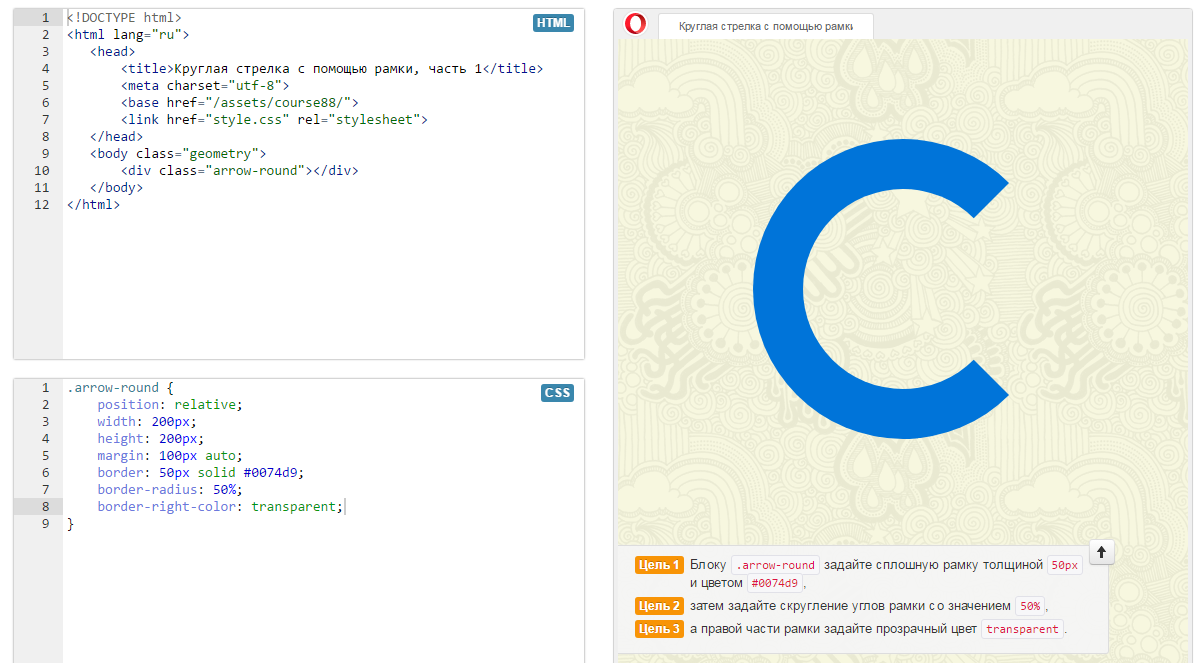 1 <!DOCTYPE html>
2 <html lang="ru">
3 <head>
4 <title>Круглая стрелка с помощью рамки, часть 1</title>
5 <meta charset="utf-8">
6 <base href="/assets/course88/">
7 <link href="style.css" rel="stylesheet">
8 </head>
9 <body class="geometry">
10 <div class="arrow-round"></div>
11 </body>
12 </html>
HTML
1 .arrow-round {
2 position: relative;
3 width: 200px;
4 height: 200px;
5 margin: 100px auto;
6 border: 50px solid #0074d9;
7 border-radius: 50%;
8 border-right-color: transparent;
9 }
CSS
Круглая стрелка с помощью рамки
Цель 1 Блоку .arrow-round задайте сплошную рамку толщиной 50px
и цветом #0074d9,
Цель 2 затем задайте скругление углов рамки со значением 50%,
Цель 3 а правой части рамки задайте прозрачный цвет transparent.